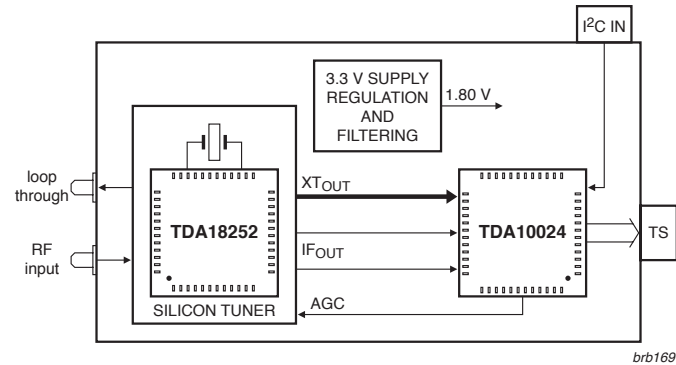 I²C IN
3.3 V SUPPLY
REGULATION
AND
FILTERING
1.80 V
loop
through
RF
input
TDA18252
SILICON TUNER
XTOUT
IFOUT
AGC
TDA10024
TS
brb169